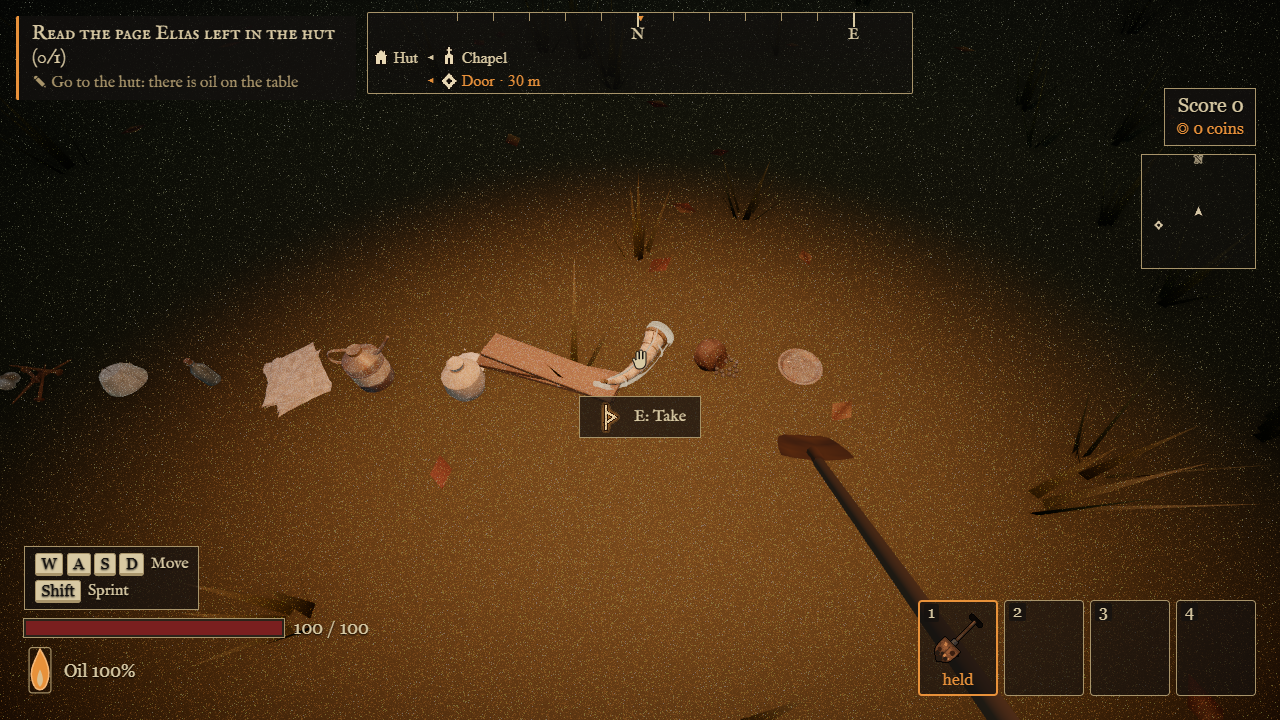 Read the page Elias left in the hut
(0/1)
Go to the hut: there is oil on the table
N
E
Hut
Chapel
Door · 30 m
Score 0
0 coins
N
E: Take
W A S D Move
Shift Sprint
100 / 100
Oil 100%
1
2
3
4
held